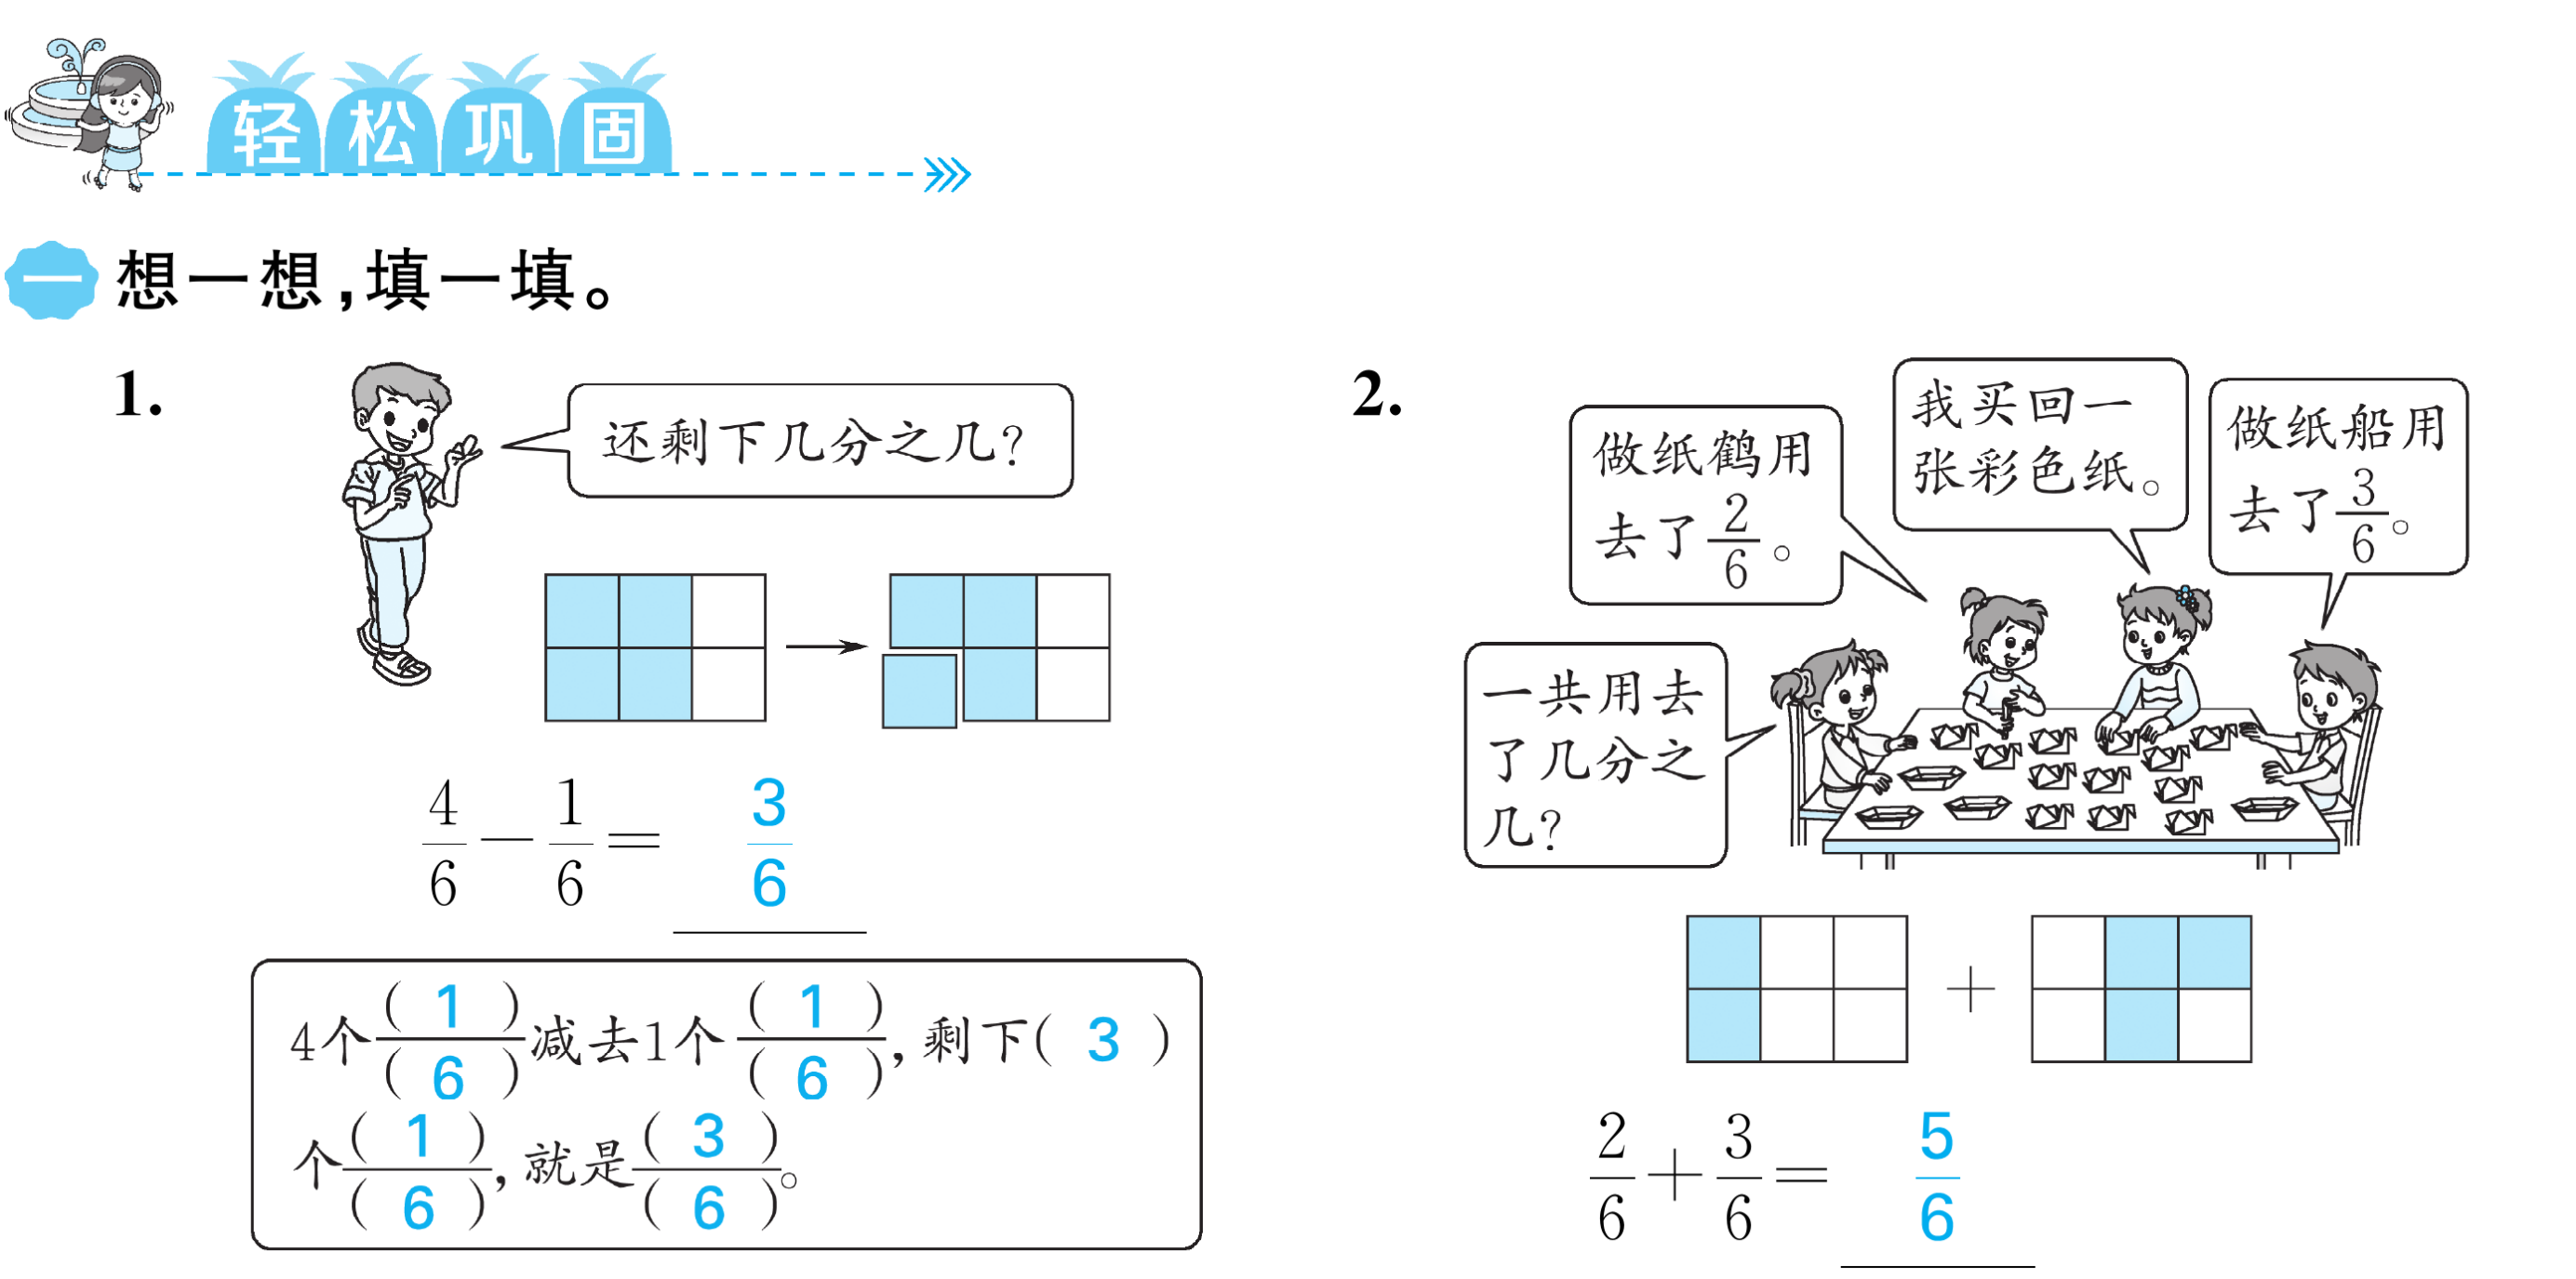 轻松巩固
一 想一想,填一填。
1.
还剩下几分之几?
4/6 − 1/6 = 3/6
4个(1)/(6)减去1个(1)/(6),剩下(3)
个(1)/(6),就是(3)/(6)。
2.
做纸鹤用
去了2/6。
我买回一
张彩色纸。
做纸船用
去了3/6。
一共用去
了几分之
几?
+
2/6 + 3/6 = 5/6